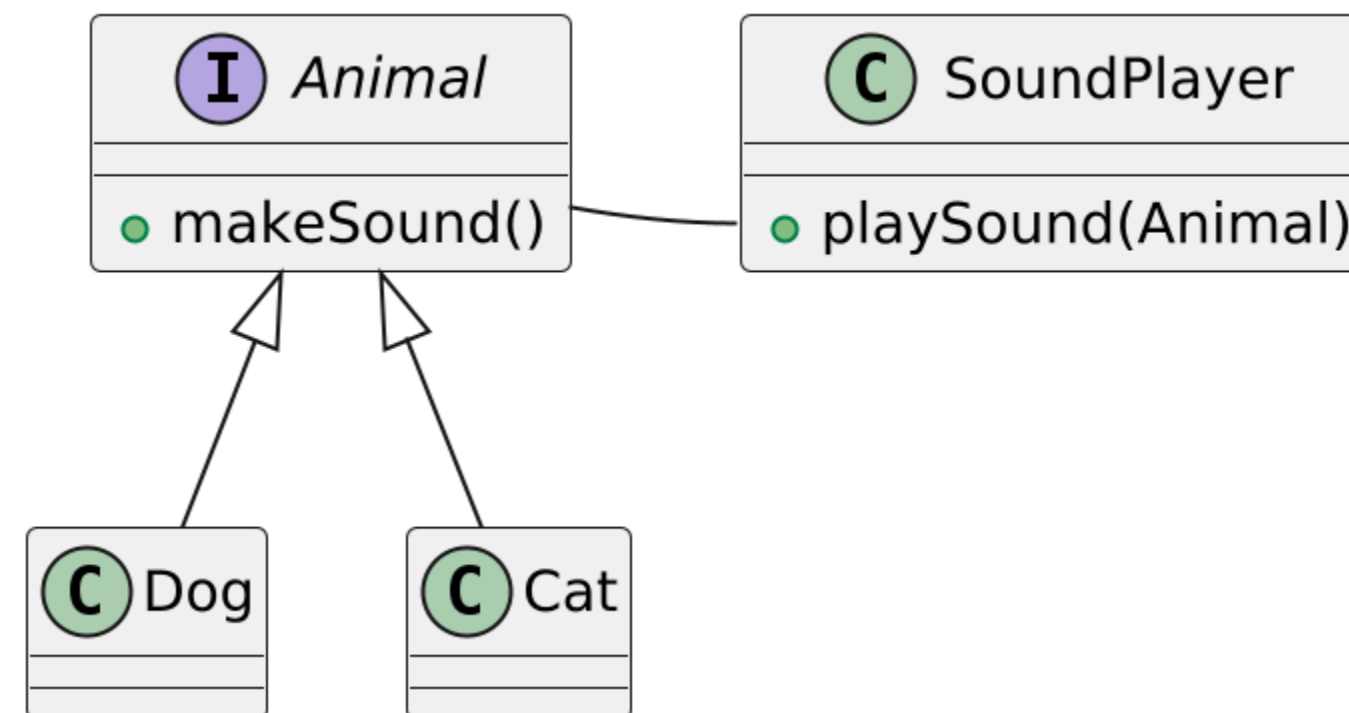 I Animal
makeSound()
C SoundPlayer
playSound(Animal)
C Dog
C Cat